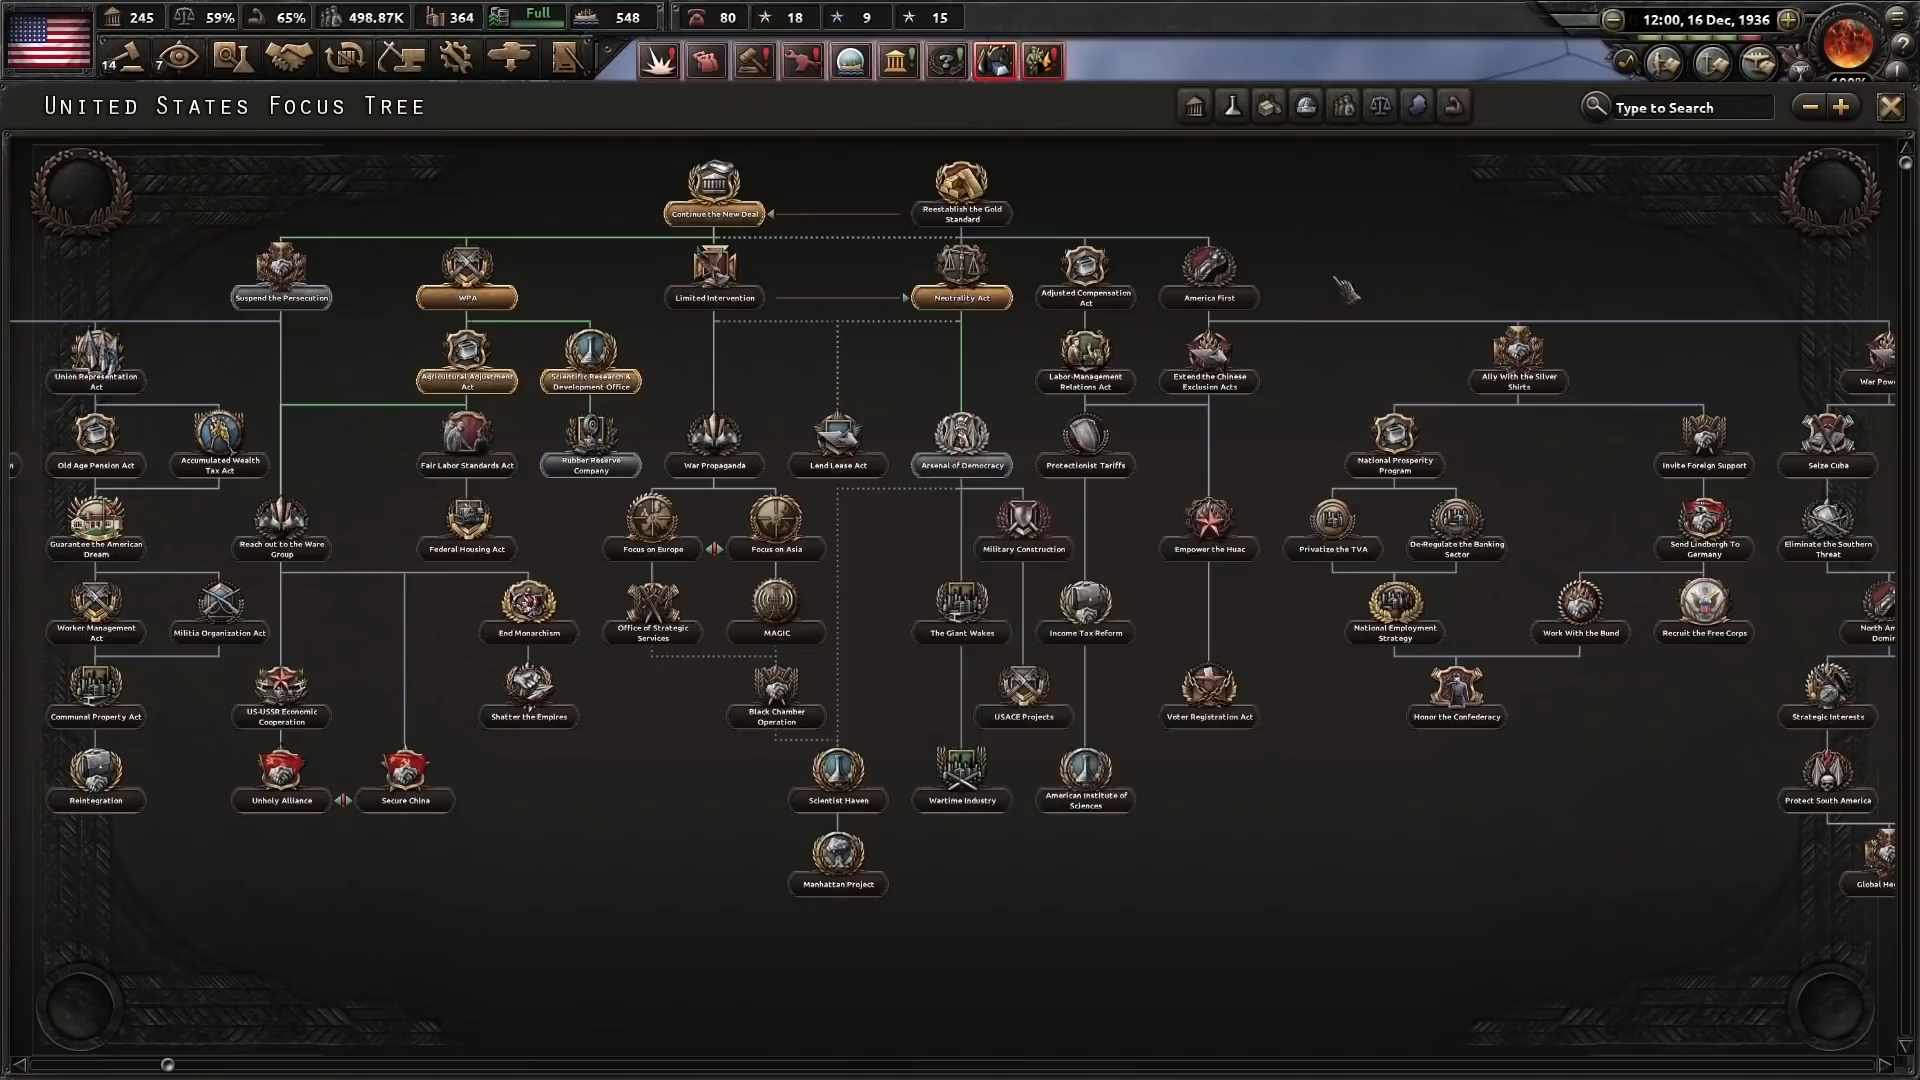 245 59% 65% 498.87K 364 Full 548 80 18 9 15 12:00, 16 Dec, 1936
14 7
United States Focus Tree
Type to Search
Continue the New Deal
Reestablish the Gold
Standard
Suspend the Persecution
WPA
Limited Intervention
Neutrality Act
Adjusted Compensation
Act
America First
Union Representation
Act
Agricultural Adjustment
Act
Scientific Research &
Development Office
Labor-Management
Relations Act
Extend the Chinese
Exclusion Acts
Ally With the Silver
Shirts
Old Age Pension Act
Accumulated Wealth
Tax Act
Fair Labor Standards Act
Rubber Reserve
Company
War Propaganda
Lend Lease Act
Arsenal of Democracy
Protectionist Tariffs
National Prosperity
Program
Invite Foreign Support
Seize Cuba
Guarantee the American
Dream
Reach out to the Ware
Group
Federal Housing Act
Focus on Europe
Focus on Asia
Military Construction
Empower the Huac
Privatize the TVA
De-Regulate the Banking
Sector
Send Lindbergh To
Germany
Eliminate the Southern
Threat
Worker Management
Act
Militia Organization Act
End Monarchism
Office of Strategic
Services
MAGIC
The Giant Wakes
Income Tax Reform
National Employment
Strategy
Work With the Bund
Recruit the Free Corps
North Am
Domin
Communal Property Act
US-USSR Economic
Cooperation
Shatter the Empires
Black Chamber
Operation
USACE Projects
Voter Registration Act
Honor the Confederacy
Strategic Interests
Reintegration
Unholy Alliance
Secure China
Scientist Haven
Wartime Industry
American Institute of
Sciences
Protect South America
Manhattan Project
Global He